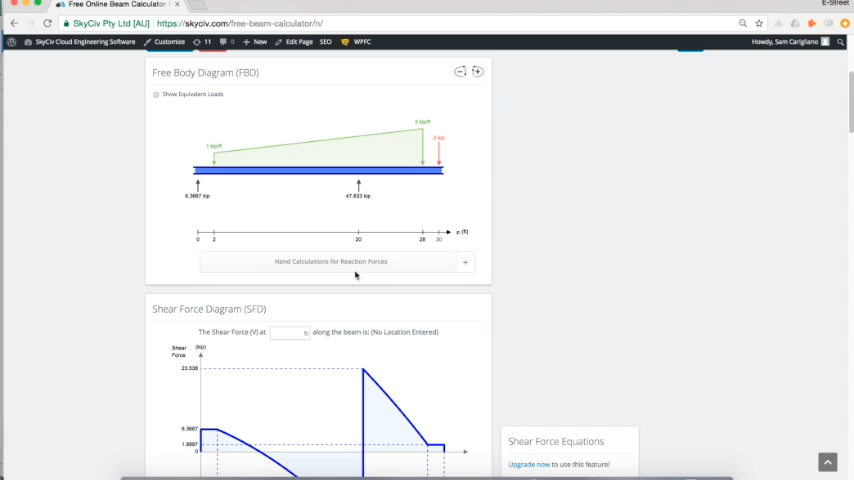 Free Online Beam Calculator
E-Street
SkyCiv Pty Ltd [AU] https://skyciv.com/free-beam-calculator/n/
SkyCiv Cloud Engineering Software Customize 11 0 New Edit Page SEO WPFC Howdy, Sam Carigliano
Free Body Diagram (FBD)
Show Equivalent Loads
3 kip/ft
2 kip
1 kip/ft
6.3667 kip 47.633 kip
x (ft)
0 2 20 28 30
Hand Calculations for Reaction Forces +
Shear Force Diagram (SFD)
The Shear Force (V) at ft along the beam is: (No Location Entered)
Shear Force (kip)
23.538
6.3667
1.9997
0
Shear Force Equations
Upgrade now to use this feature!